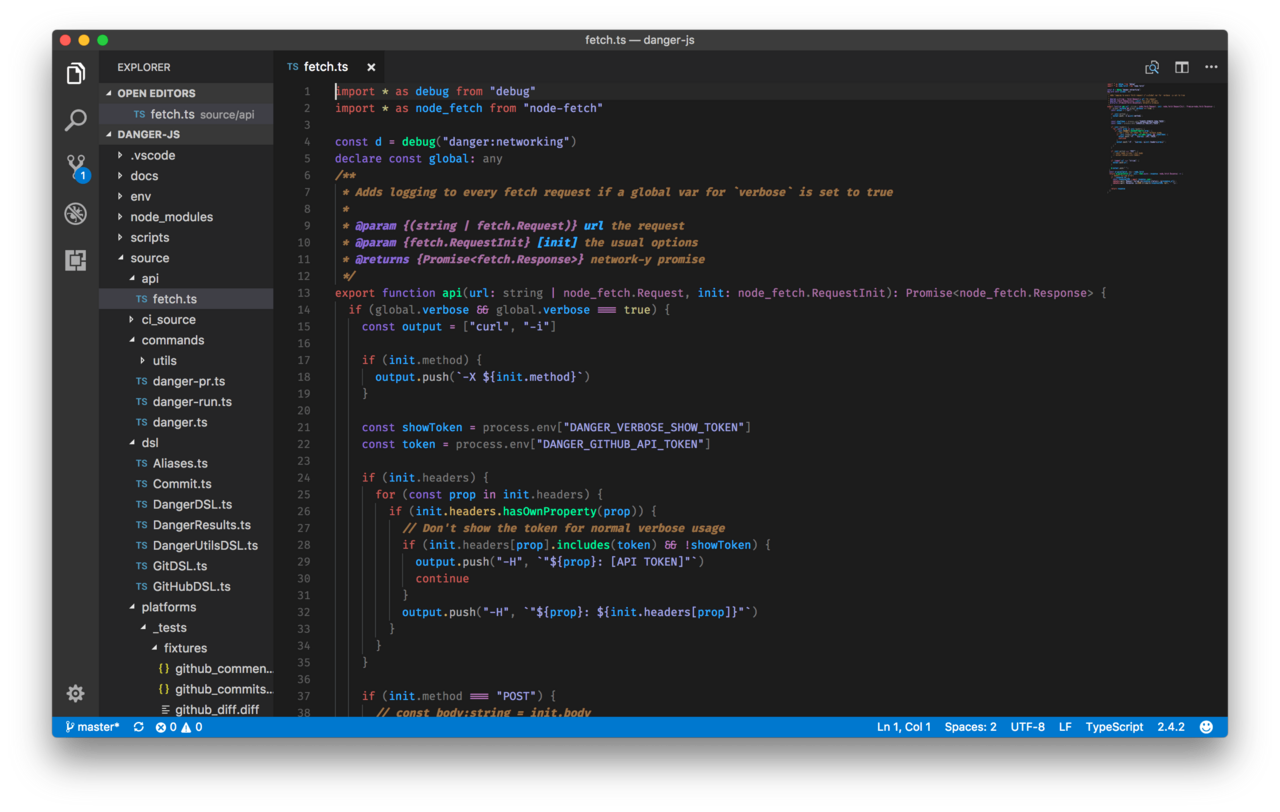 fetch.ts — danger-js
EXPLORER
OPEN EDITORS
TS fetch.ts source/api
DANGER-JS
.vscode
docs
env
node_modules
scripts
source
api
TS fetch.ts
ci_source
commands
utils
TS danger-pr.ts
TS danger-run.ts
TS danger.ts
dsl
TS Aliases.ts
TS Commit.ts
TS DangerDSL.ts
TS DangerResults.ts
TS DangerUtilsDSL.ts
TS GitDSL.ts
TS GitHubDSL.ts
platforms
_tests
fixtures
{} github_commen...
{} github_commits...
github_diff.diff
1
TS fetch.ts ×
1 import * as debug from "debug"
2 import * as node_fetch from "node-fetch"
3
4 const d = debug("danger:networking")
5 declare const global: any
6 /**
7 * Adds logging to every fetch request if a global var for `verbose` is set to true
8 *
9 * @param {(string | fetch.Request)} url the request
10 * @param {fetch.RequestInit} [init] the usual options
11 * @returns {Promise<fetch.Response>} network-y promise
12 */
13 export function api(url: string | node_fetch.Request, init: node_fetch.RequestInit): Promise<node_fetch.Response> {
14 if (global.verbose && global.verbose === true) {
15 const output = ["curl", "-i"]
16
17 if (init.method) {
18 output.push(`-X ${init.method}`)
19 }
20
21 const showToken = process.env["DANGER_VERBOSE_SHOW_TOKEN"]
22 const token = process.env["DANGER_GITHUB_API_TOKEN"]
23
24 if (init.headers) {
25 for (const prop in init.headers) {
26 if (init.headers.hasOwnProperty(prop)) {
27 // Don't show the token for normal verbose usage
28 if (init.headers[prop].includes(token) && !showToken) {
29 output.push("-H", `"${prop}: [API TOKEN]"`)
30 continue
31 }
32 output.push("-H", `"${prop}: ${init.headers[prop]}"`)
33 }
34 }
35 }
36
37 if (init.method === "POST") {
38 // const body:string = init.body
master* 0 0
Ln 1, Col 1 Spaces: 2 UTF-8 LF TypeScript 2.4.2